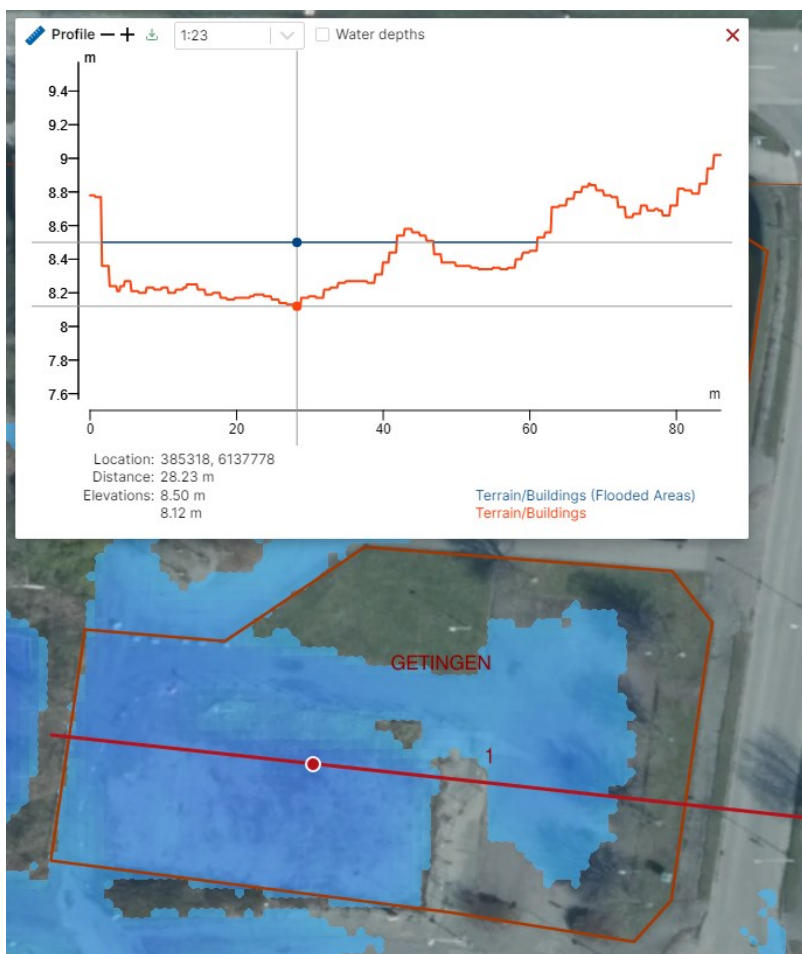 Profile 1:23 Water depths
m
9.4
9.2
9
8.8
8.6
8.4
8.2
8
7.8
7.6
m
0 20 40 60 80
Location: 385318, 6137778
Distance: 28.23 m
Elevations: 8.50 m Terrain/Buildings (Flooded Areas)
8.12 m Terrain/Buildings
GETINGEN
1